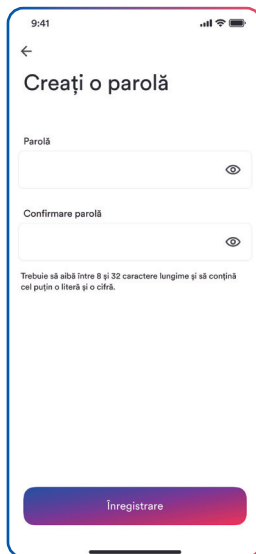 9:41
Creați o parolă
Parolă
Confirmare parolă
Trebuie să aibă între 8 și 32 caractere lungime și să conțină
cel puțin o literă și o cifră.
Înregistrare